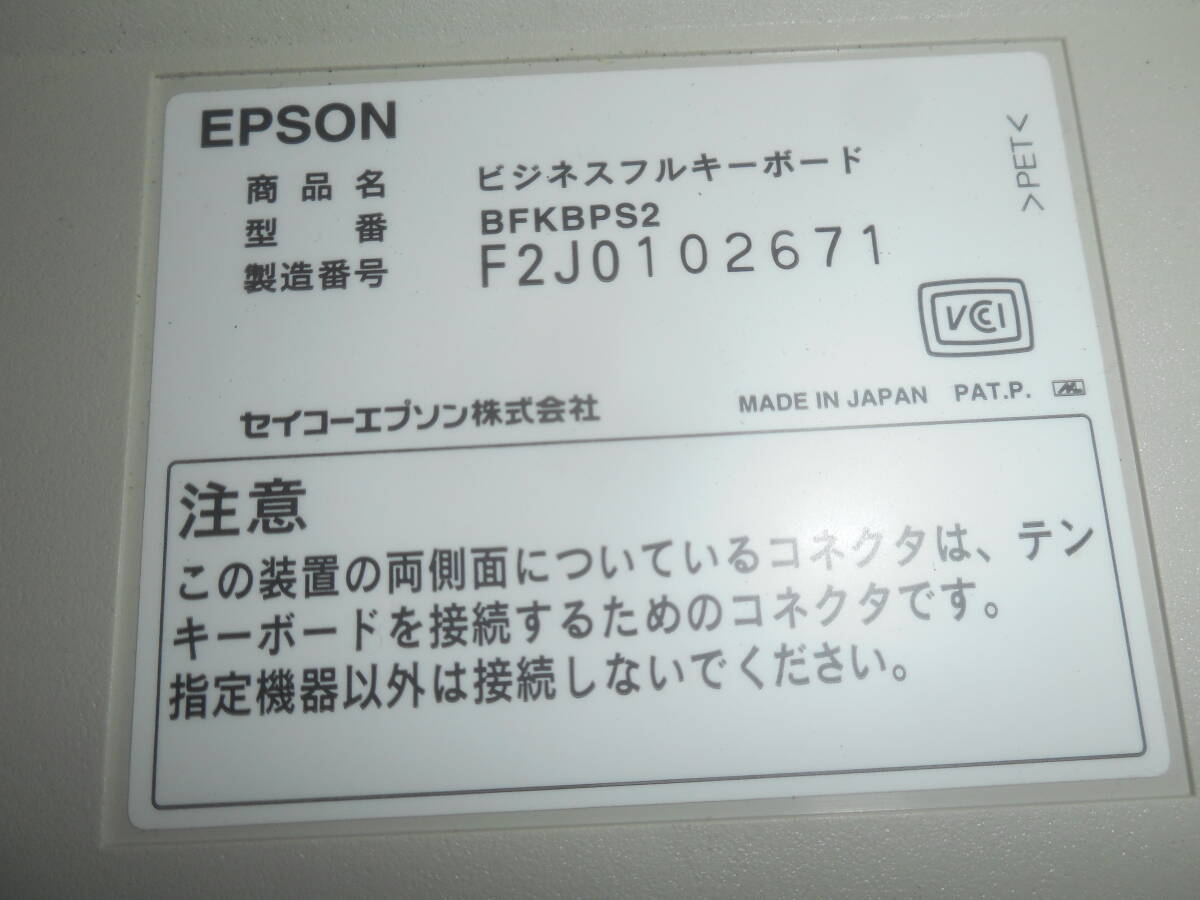 EPSON
商品名 ビジネスフルキーボード
型番 BFKBPS2
製造番号 F2J0102671
>PET<
VCCI
セイコーエプソン株式会社 MADE IN JAPAN PAT.P.
注意
この装置の両側面についているコネクタは、テン
キーボードを接続するためのコネクタです。
指定機器以外は接続しないでください。